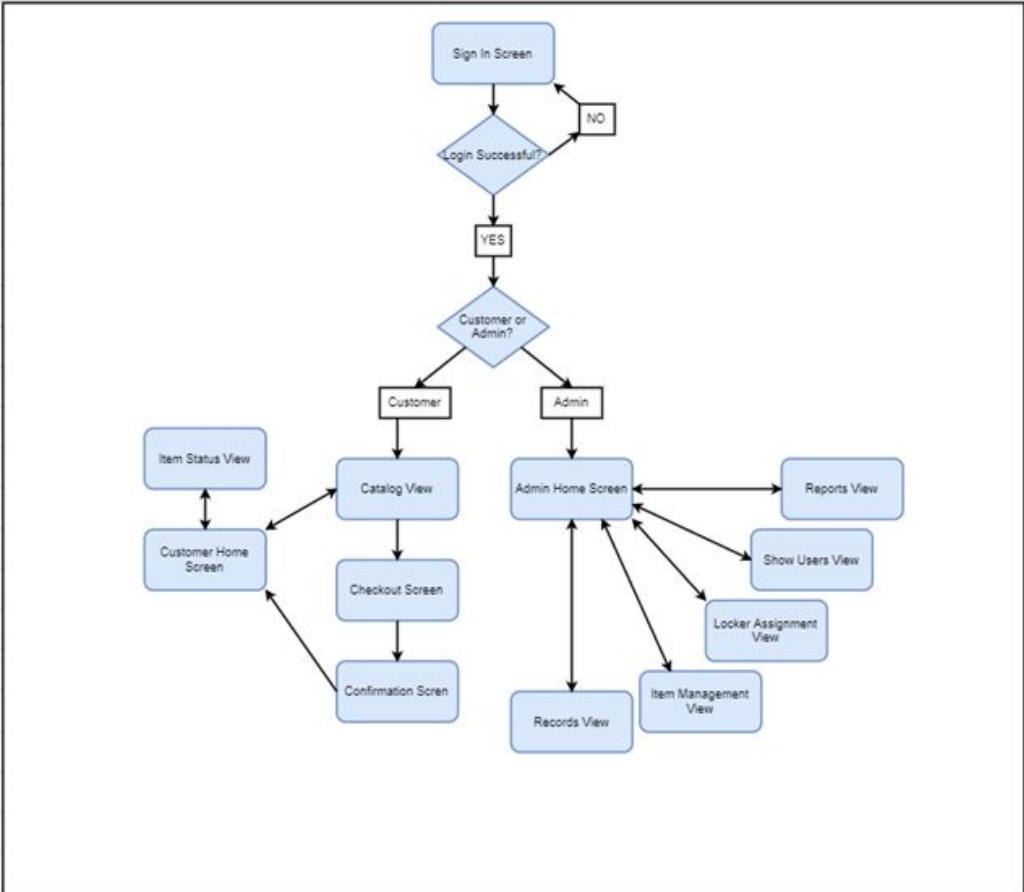 Sign In Screen
NO
Login Successful?
YES
Customer or
Admin?
Customer
Admin
Item Status View
Catalog View
Admin Home Screen
Reports View
Customer Home
Screen
Show Users View
Checkout Screen
Locker Assignment
View
Confirmation Scren
Item Management
View
Records View